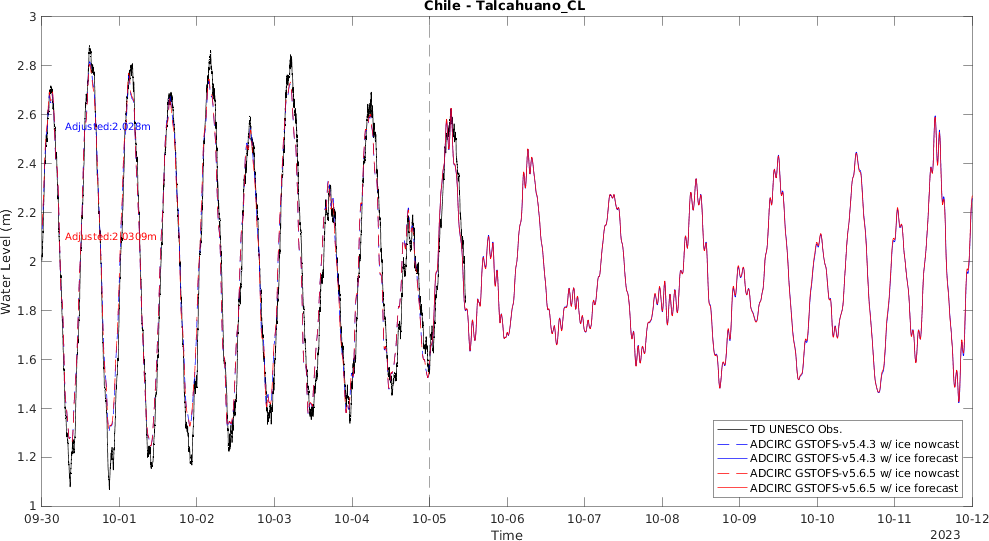 Chile - Talcahuano_CL
3
2.8
2.6
2.4
2.2
2
1.8
1.6
1.4
1.2
1
Water Level (m)
Adjusted:2.028m
Adjusted:2.0309m
TD UNESCO Obs.
ADCIRC GSTOFS-v5.4.3 w/ ice nowcast
ADCIRC GSTOFS-v5.4.3 w/ ice forecast
ADCIRC GSTOFS-v5.6.5 w/ ice nowcast
ADCIRC GSTOFS-v5.6.5 w/ ice forecast
09-30 10-01 10-02 10-03 10-04 10-05 10-06 10-07 10-08 10-09 10-10 10-11 10-12
Time
2023